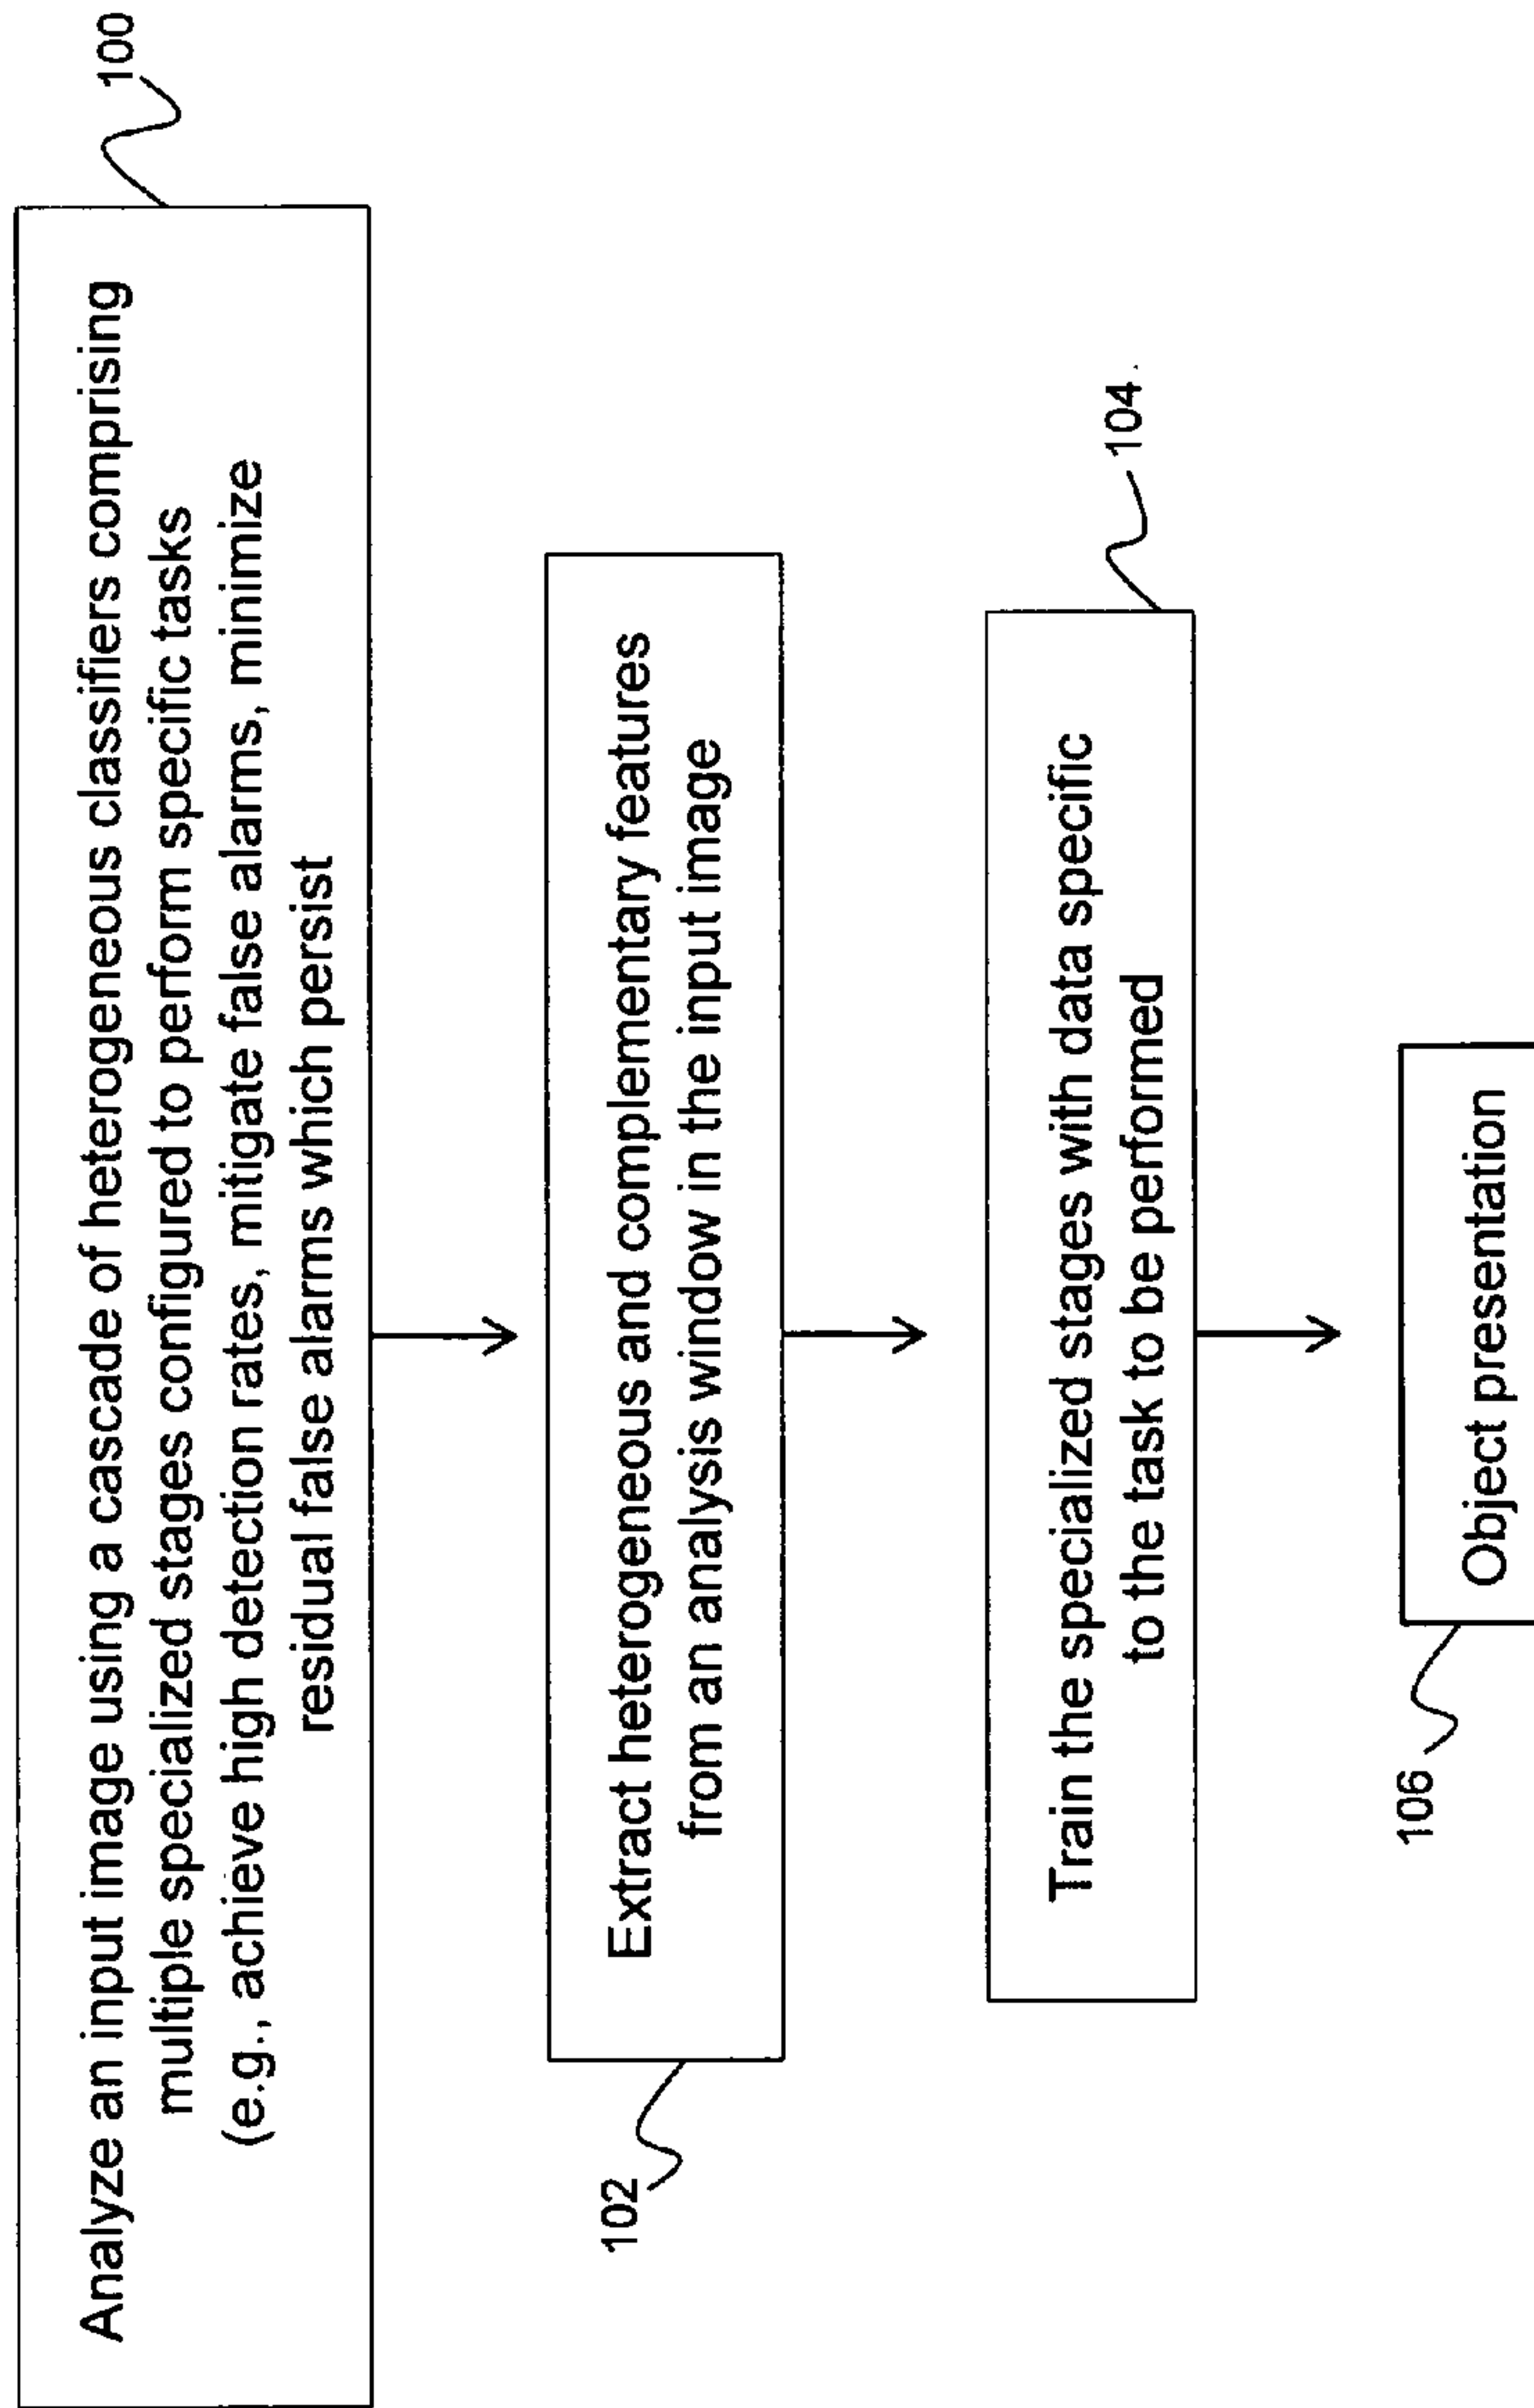 100
Analyze an input image using a cascade of heterogeneous classifiers comprising
multiple specialized stages configured to perform specific tasks
(e.g., achieve high detection rates, mitigate false alarms, minimize
residual false alarms which persist
102
Extract heterogeneous and complementary features
from an analysis window in the input image
104
Train the specialized stages with data specific
to the task to be performed
106
Object presentation